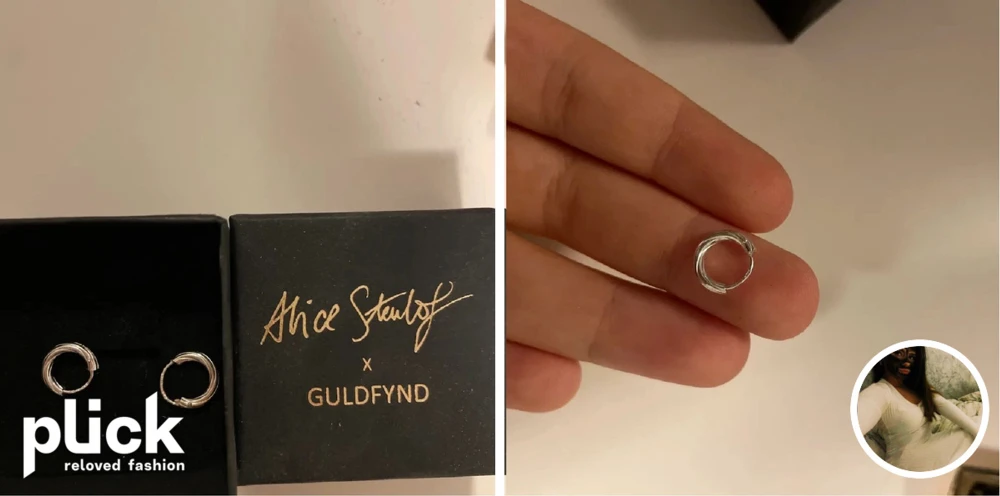 Alice Stenlöf
x
GULDFYND
plick
reloved fashion